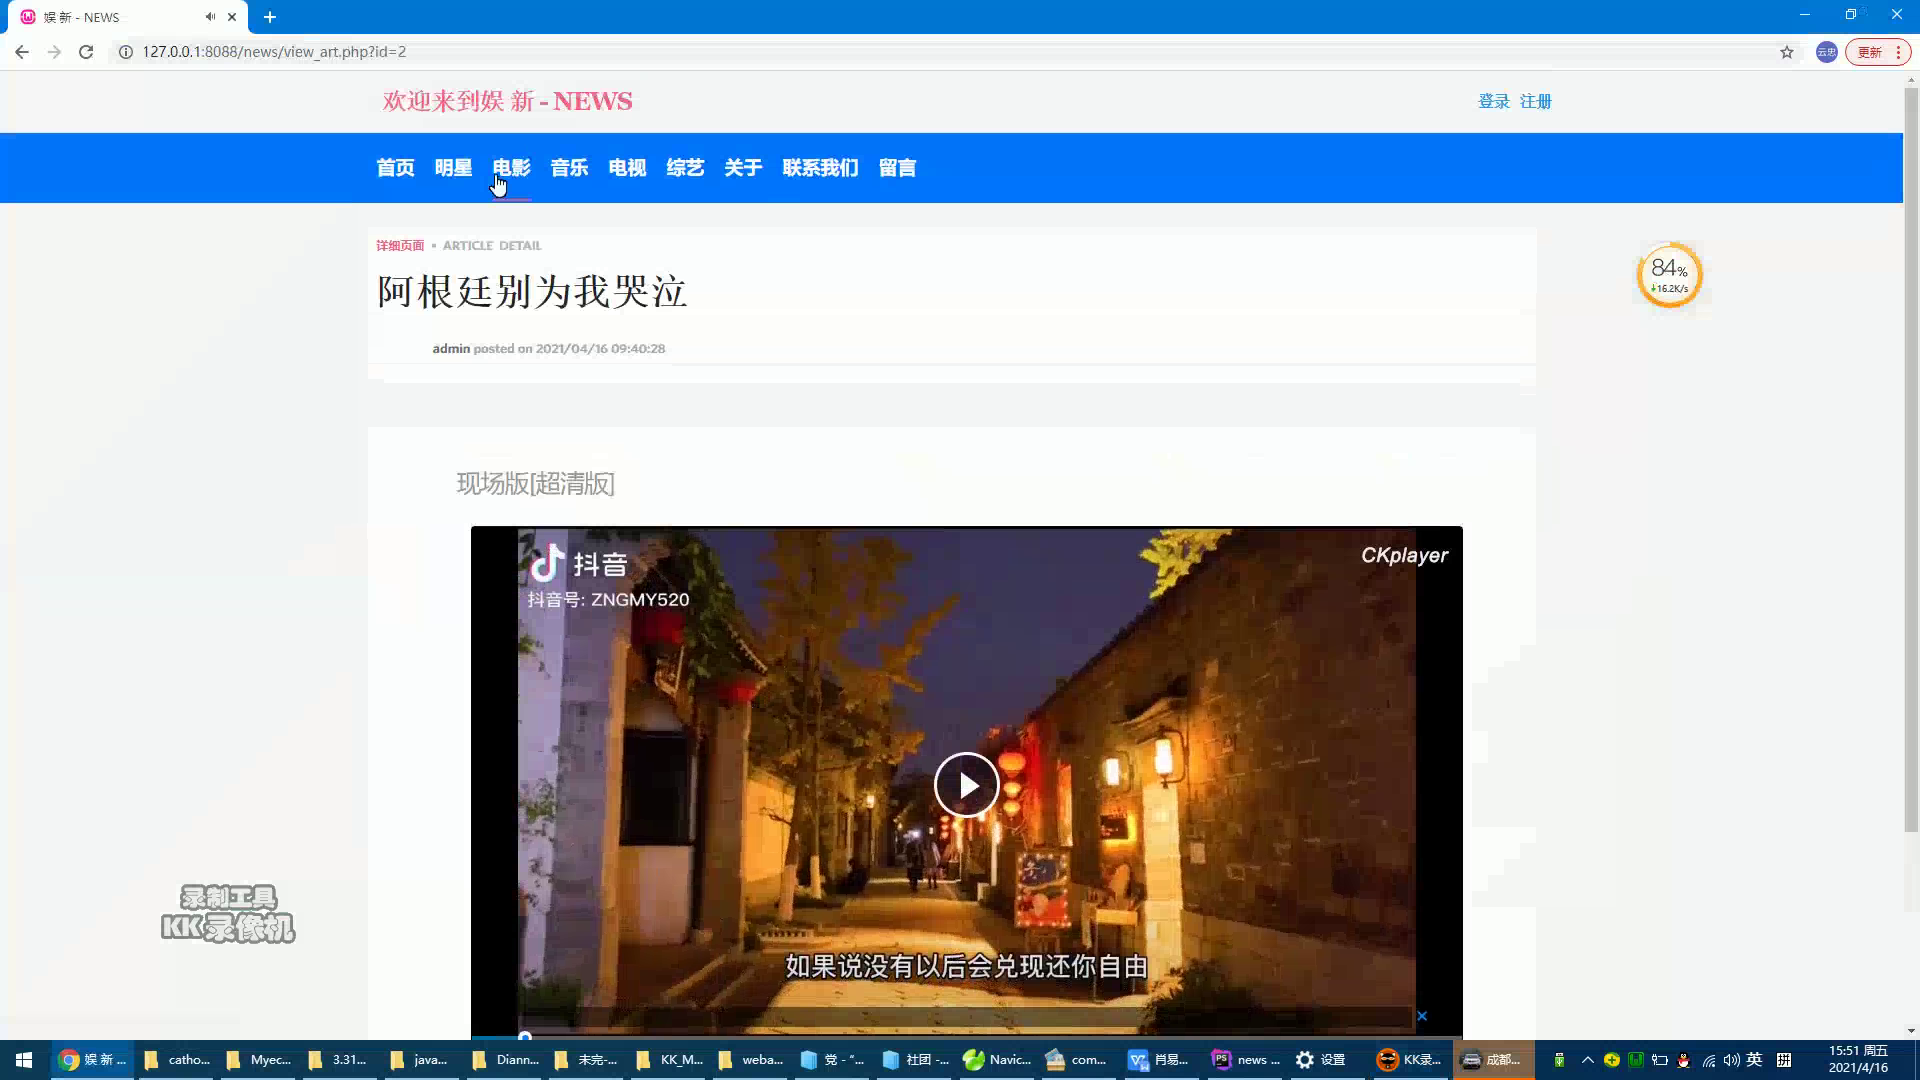 娱 新 - NEWS
127.0.0.1:8088/news/view_art.php?id=2
云忠
更新
欢迎来到娱 新 - NEWS
登录 注册
首页 明星 电影 音乐 电视 综艺 关于 联系我们 留言
详细页面 • ARTICLE DETAIL
84%
↓16.2K/s
阿根廷别为我哭泣
admin posted on 2021/04/16 09:40:28
现场版[超清版]
抖音
CKplayer
抖音号: ZNGMY520
录制工具
KK录像机
如果说没有以后会兑现还你自由
娱 新 ... catho... Myec... 3.31... java... Diann... 未完-... KK_M... weba... 党 - “... 社团 -... Navic... com... 肖易... news ... 设置 KK录... 成都... 英
15:51 周五
2021/4/16